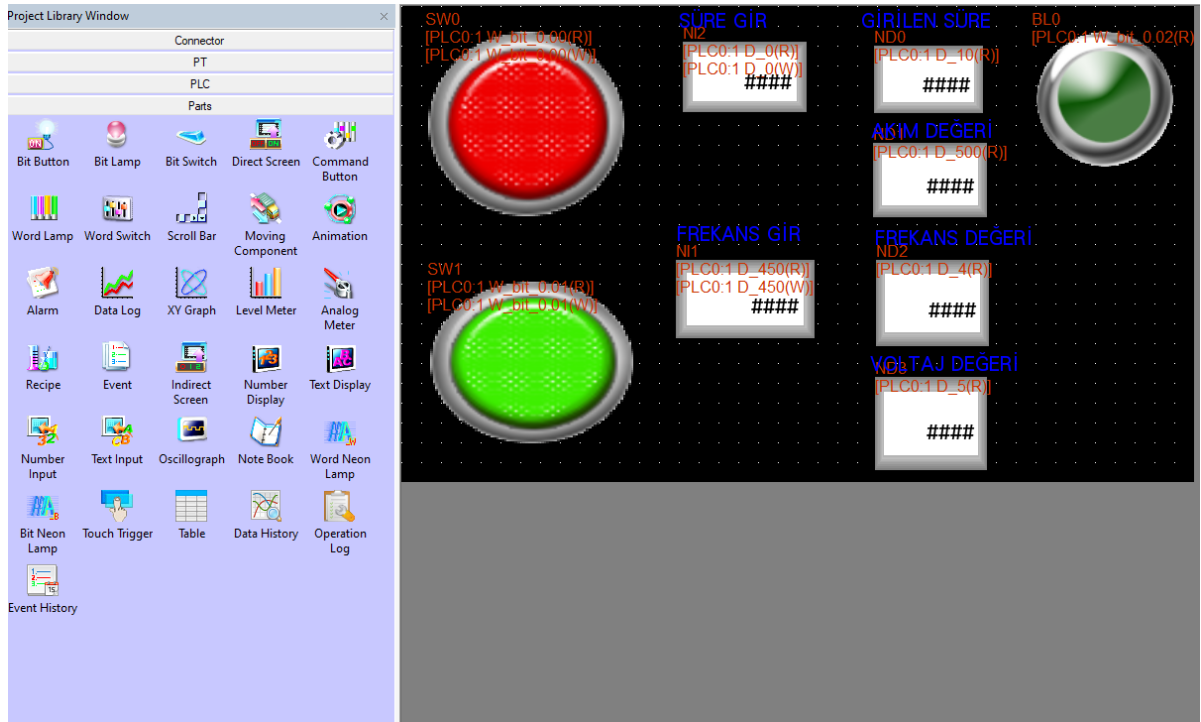 Project Library Window
Connector
PT
PLC
Parts
Bit Button
Bit Lamp
Bit Switch
Direct Screen
Command
Button
Word Lamp
Word Switch
Scroll Bar
Moving
Component
Animation
Alarm
Data Log
XY Graph
Level Meter
Analog
Meter
Recipe
Event
Indirect
Screen
Number
Display
Text Display
Number
Input
Text Input
Oscillograph
Note Book
Word Neon
Lamp
Bit Neon
Lamp
Touch Trigger
Table
Data History
Operation
Log
Event History
SW0
[PLC0:1 W_bit_0.00(R)]
[PLC0:1 W_bit_0.00(W)]
SÜRE GİR
NI2
[PLC0:1 D_0(R)]
[PLC0:1 D_0(W)]
####
GİRİLEN SÜRE
ND0
[PLC0:1 D_10(R)]
####
BL0
[PLC0:1 W_bit_0.02(R)
AKIM DEĞERİ
ND1
[PLC0:1 D_500(R)]
####
SW1
[PLC0:1 W_bit_0.01(R)]
[PLC0:1 W_bit_0.01(W)]
FREKANS GİR
NI1
[PLC0:1 D_450(R)]
[PLC0:1 D_450(W)]
####
FREKANS DEĞERİ
ND2
[PLC0:1 D_4(R)]
####
VOLTAJ DEĞERİ
ND3
[PLC0:1 D_5(R)]
####